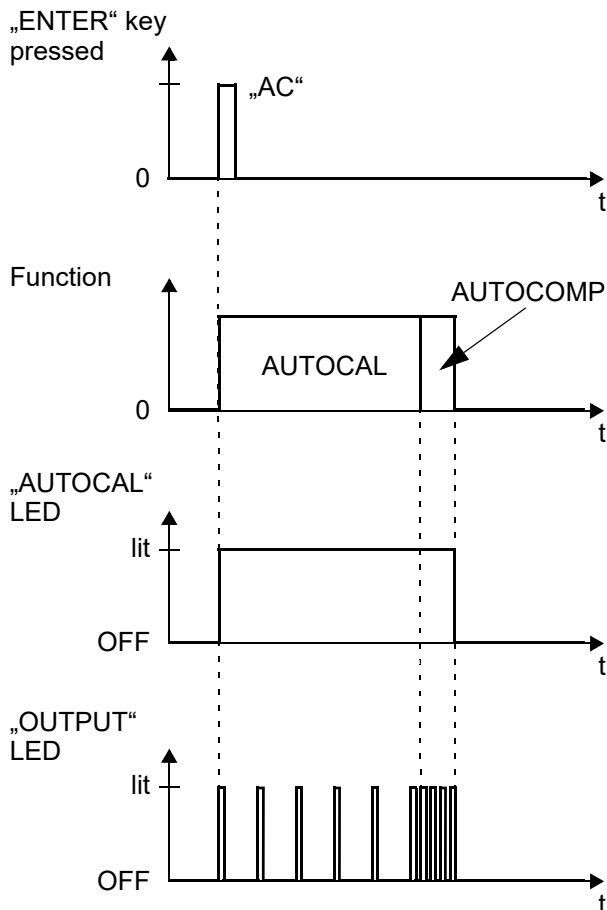 „ENTER“ key
pressed
„AC“
0
t
Function
AUTOCOMP
AUTOCAL
0
t
„AUTOCAL“
LED
lit
OFF
t
„OUTPUT“
LED
lit
OFF
t